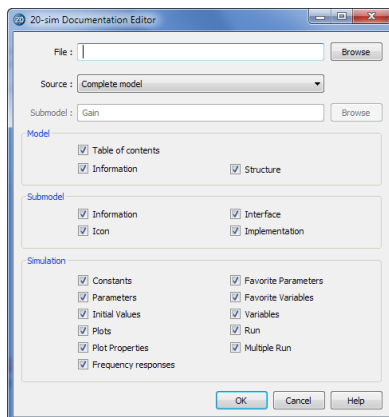 20-sim Documentation Editor
File :
Browse
Source : Complete model
Submodel : Gain
Browse
Model
Table of contents
Information
Structure
Submodel
Information
Interface
Icon
Implementation
Simulation
Constants
Favorite Parameters
Parameters
Favorite Variables
Initial Values
Variables
Plots
Run
Plot Properties
Multiple Run
Frequency responses
OK
Cancel
Help